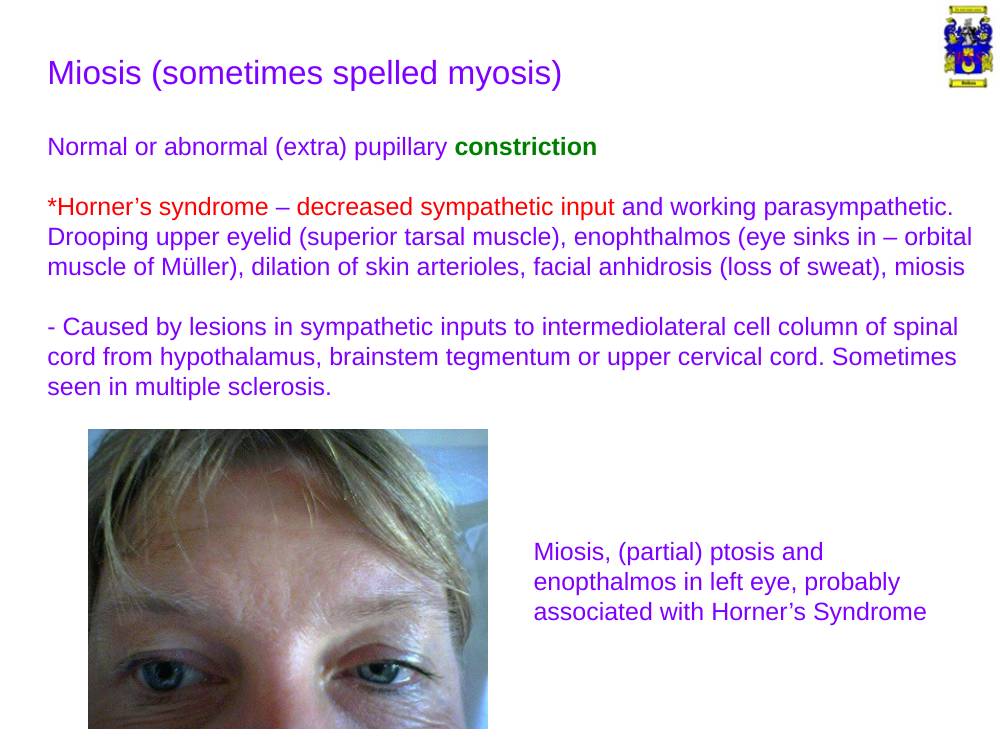 Miosis (sometimes spelled myosis)
Normal or abnormal (extra) pupillary constriction
*Horner’s syndrome – decreased sympathetic input and working parasympathetic.
Drooping upper eyelid (superior tarsal muscle), enophthalmos (eye sinks in – orbital
muscle of Müller), dilation of skin arterioles, facial anhidrosis (loss of sweat), miosis
- Caused by lesions in sympathetic inputs to intermediolateral cell column of spinal
cord from hypothalamus, brainstem tegmentum or upper cervical cord. Sometimes
seen in multiple sclerosis.
Miosis, (partial) ptosis and
enopthalmos in left eye, probably
associated with Horner’s Syndrome